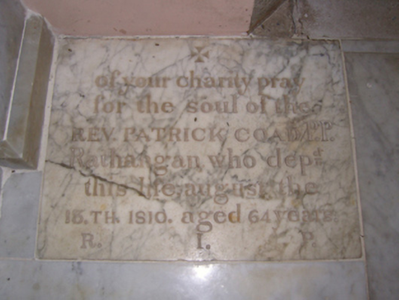 of your charity pray
for the soul of the
REV. PATRICK COADY. P.P.
Rathangan, who dep.t
this life august the
15.TH. 1810. aged 64 years.
R. I. P.